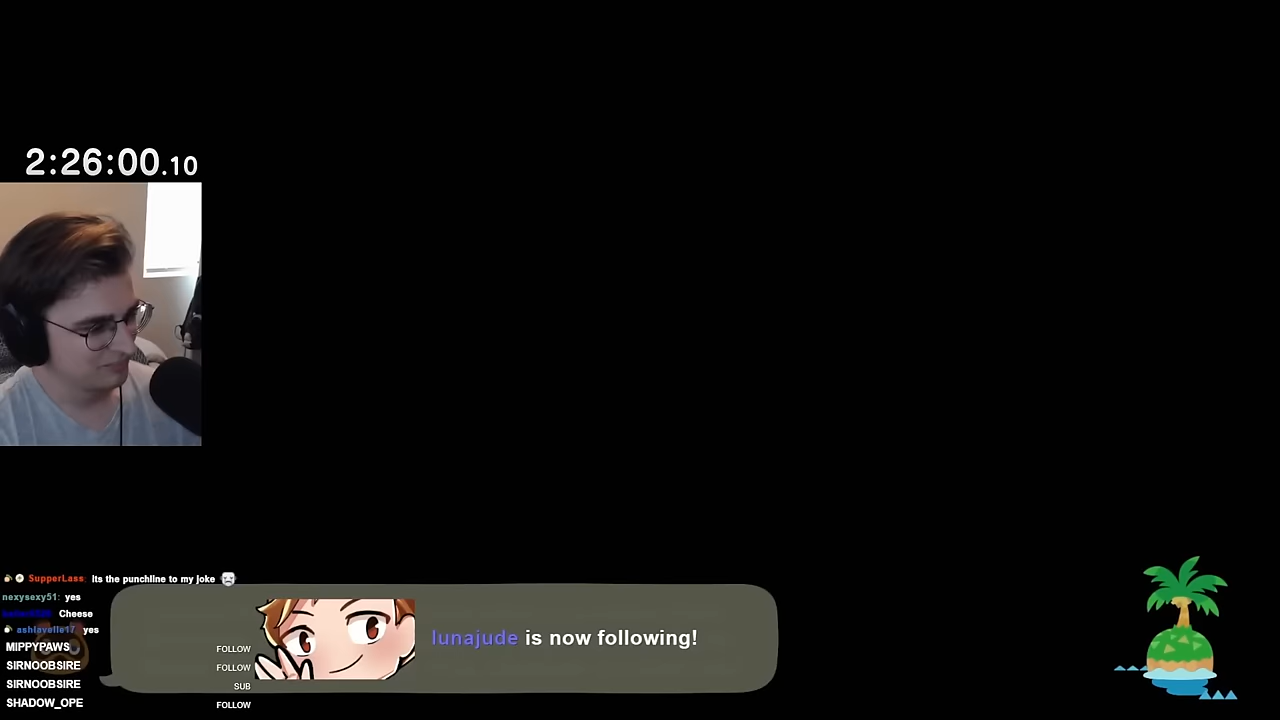 2:26:00.10
SupperLass: Its the punchline to my joke
nexysexy51: yes
Cheese
ashlavelle17 yes
lunajude is now following!
MIPPYPAWS FOLLOW
SIRNOOBSIRE FOLLOW
SIRNOOBSIRE SUB
SHADOW_OPE FOLLOW